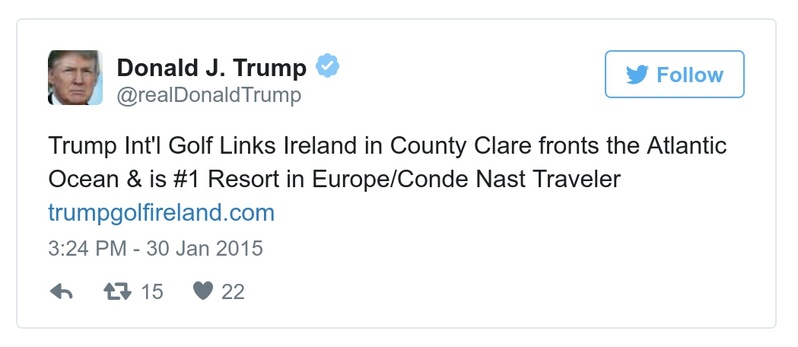 Donald J. Trump
Follow
@realDonaldTrump
Trump Int'l Golf Links Ireland in County Clare fronts the Atlantic
Ocean & is #1 Resort in Europe/Conde Nast Traveler
trumpgolfireland.com
3:24 PM - 30 Jan 2015
15 22